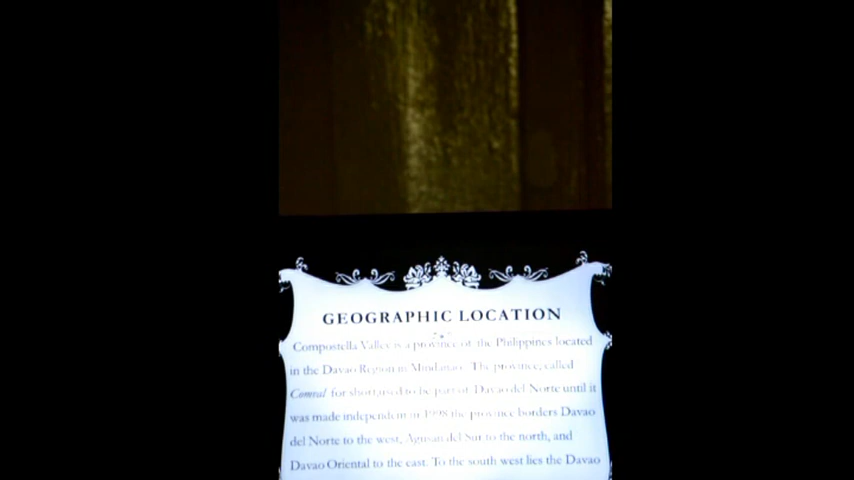 GEOGRAPHIC LOCATION
Compostella Valley is a province of the Philippines located
in the Davao Region in Mindanao. The province, called
Comval for short used to be part of Davao del Norte until it
was made independent in 1998 the province borders Davao
del Norte to the west, Agusan del Sur to the north, and
Davao Oriental to the east. To the south west lies the Davao